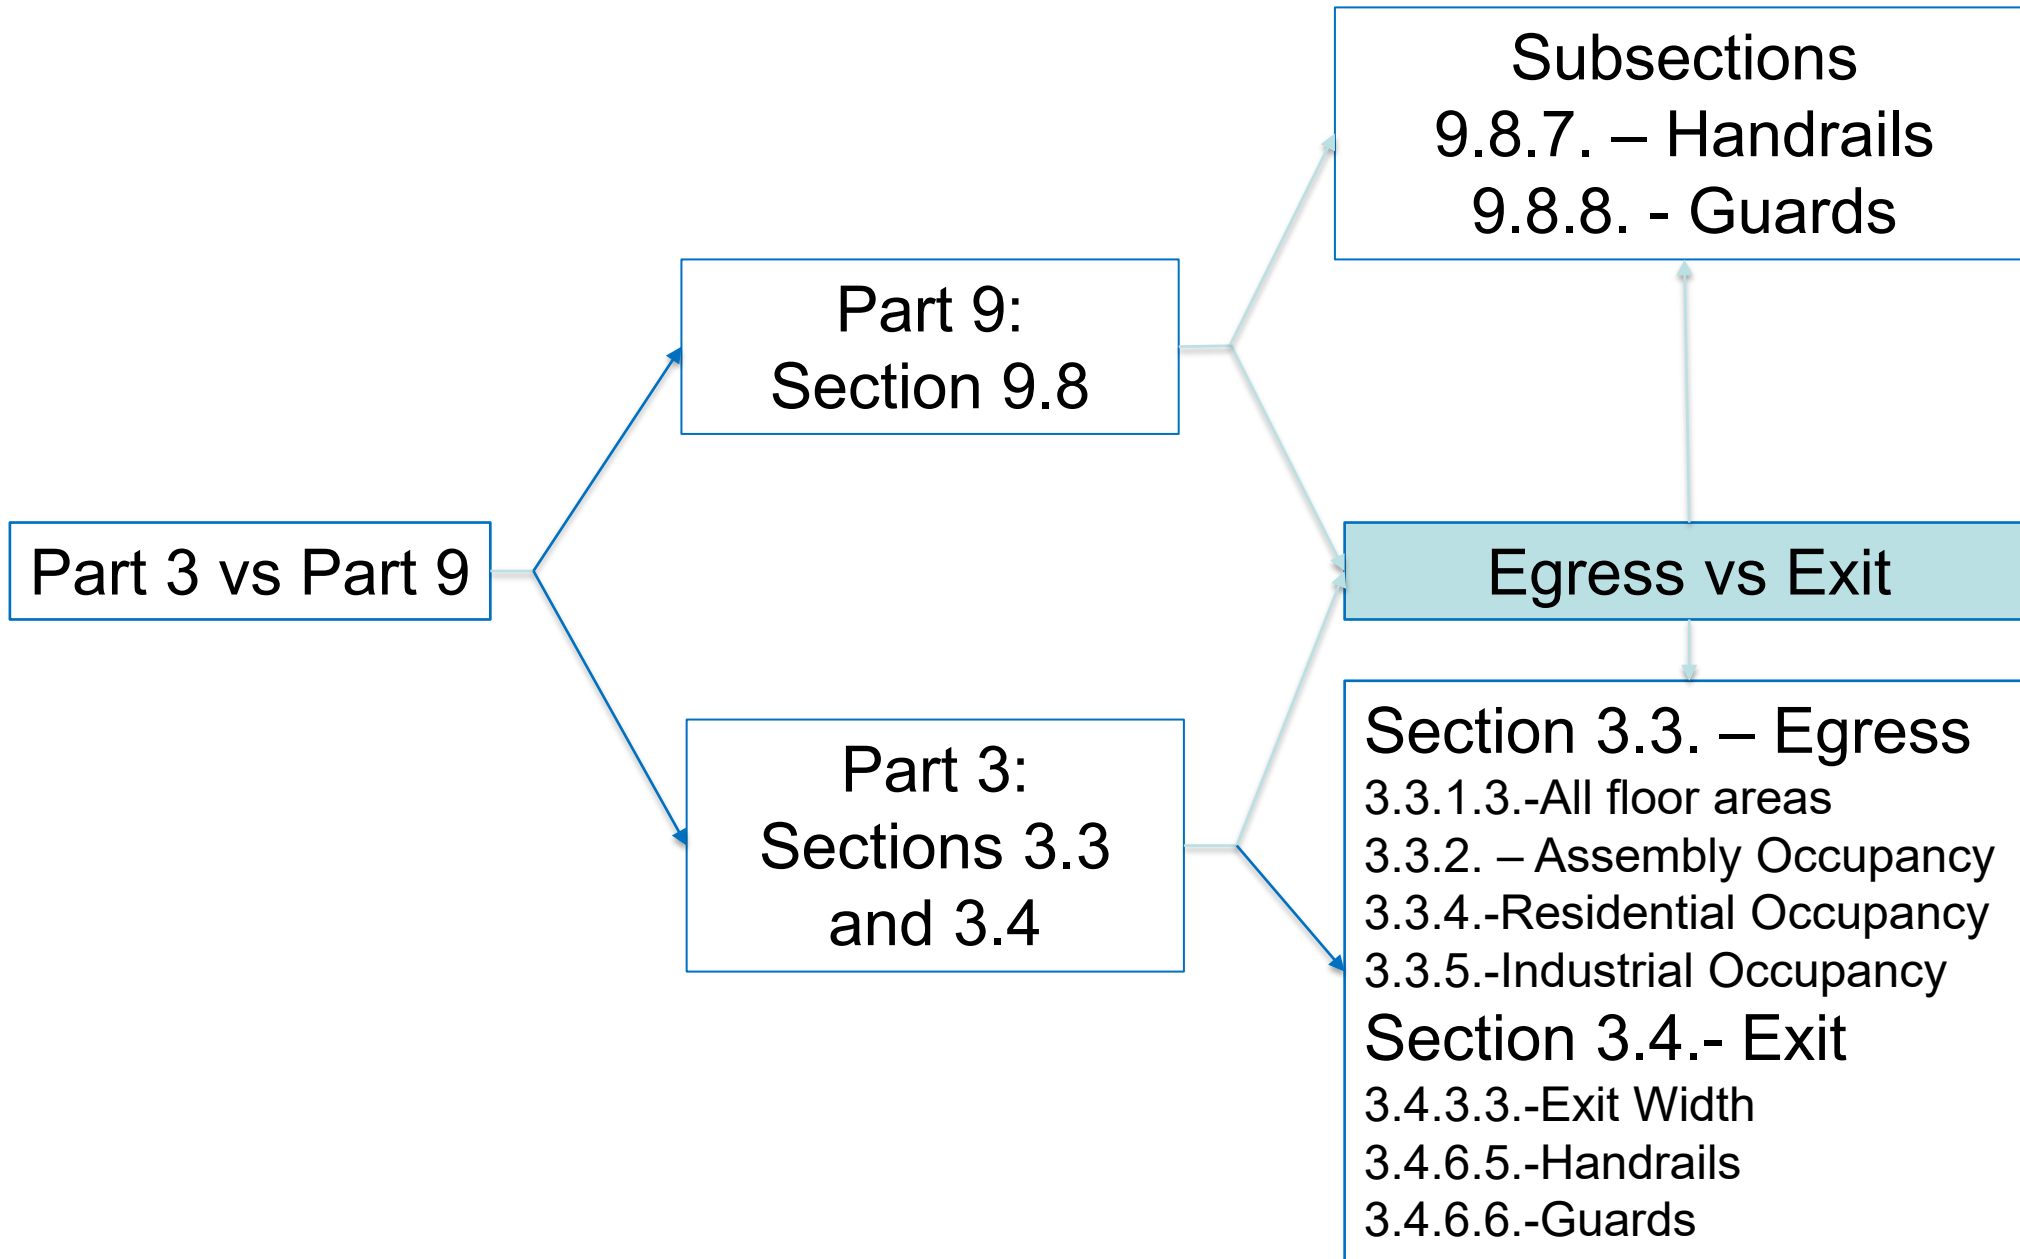 Part 3 vs Part 9
Part 9:
Section 9.8
Part 3:
Sections 3.3
and 3.4
Subsections
9.8.7. – Handrails
9.8.8. - Guards
Egress vs Exit
Section 3.3. – Egress
3.3.1.3.-All floor areas
3.3.2. – Assembly Occupancy
3.3.4.-Residential Occupancy
3.3.5.-Industrial Occupancy
Section 3.4.- Exit
3.4.3.3.-Exit Width
3.4.6.5.-Handrails
3.4.6.6.-Guards